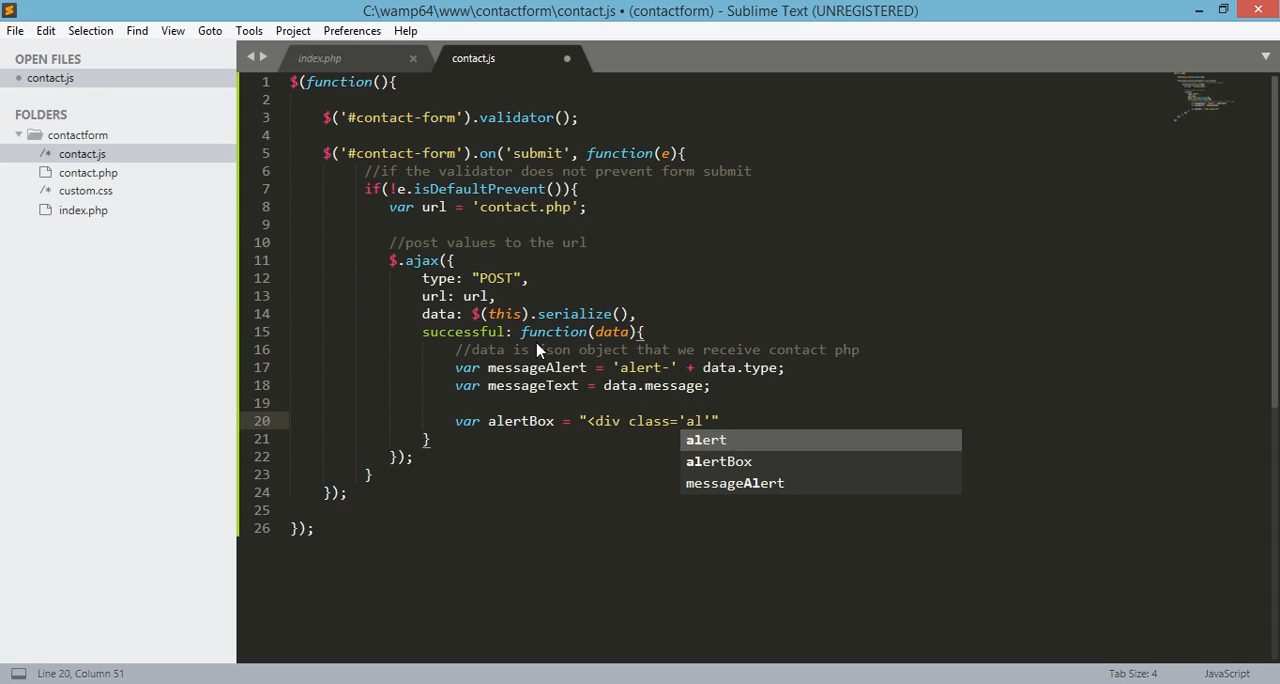 C:\wamp64\www\contactform\contact.js • (contactform) - Sublime Text (UNREGISTERED)
File Edit Selection Find View Goto Tools Project Preferences Help
OPEN FILES
contact.js
FOLDERS
contactform
/* contact.js
contact.php
/* custom.css
index.php
index.php contact.js
1 $(function(){
2
3 $('#contact-form').validator();
4
5 $('#contact-form').on('submit', function(e){
6 //if the validator does not prevent form submit
7 if(!e.isDefaultPrevent()){
8 var url = 'contact.php';
9
10 //post values to the url
11 $.ajax({
12 type: "POST",
13 url: url,
14 data: $(this).serialize(),
15 successful: function(data){
16 //data is json object that we receive contact php
17 var messageAlert = 'alert-' + data.type;
18 var messageText = data.message;
19
20 var alertBox = "<div class='al'"
21 }
22 });
23 }
24 });
25
26 });
alert
alertBox
messageAlert
Line 20, Column 51
Tab Size: 4
JavaScript